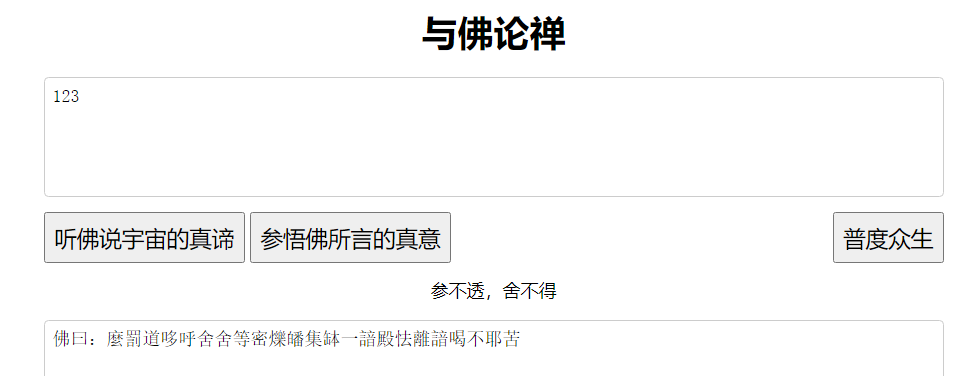 与佛论禅
123
听佛说宇宙的真谛 参悟佛所言的真意 普度众生
参不透，舍不得
佛曰：麼罰道哆呼舍舍等密爍皤集缽一諳殿怯離諳喝不耶苦